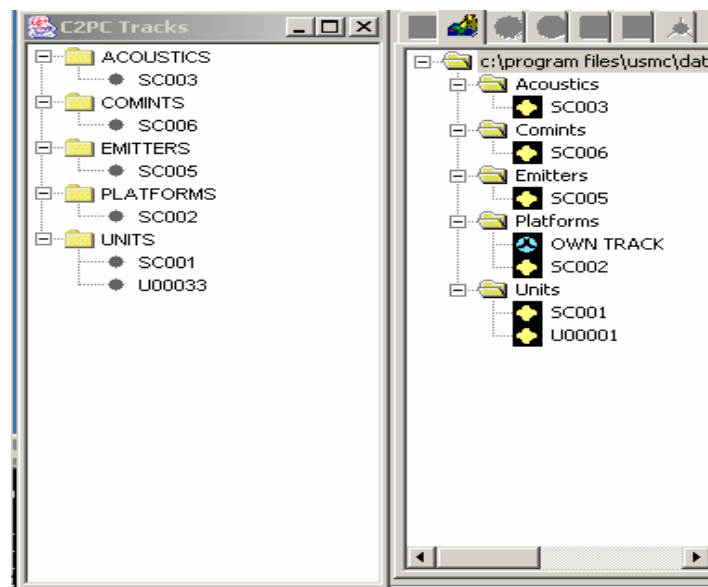 C2PC Tracks
ACOUSTICS
SC003
COMINTS
SC006
EMITTERS
SC005
PLATFORMS
SC002
UNITS
SC001
U00033
c:\program files\usmc\dat
Acoustics
SC003
Comints
SC006
Emitters
SC005
Platforms
OWN TRACK
SC002
Units
SC001
U00001